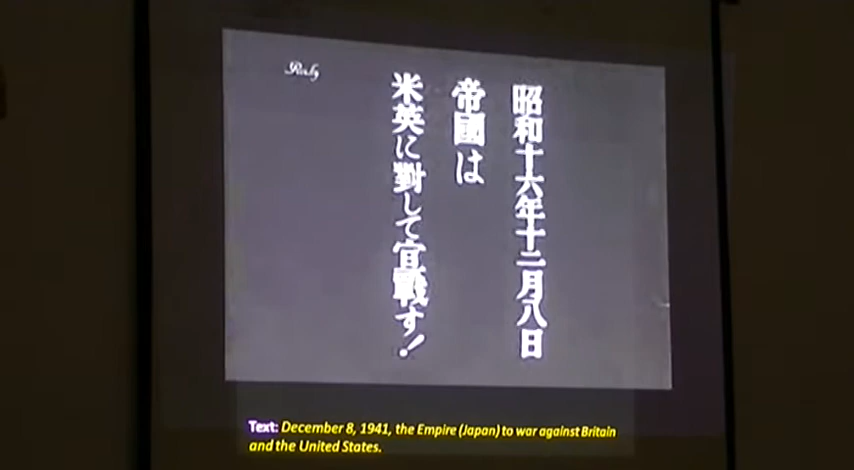 昭和十六年十二月八日
帝國は
米英に對して宣戰す!
Text: December 8, 1941, the Empire (Japan) to war against Britain
and the United States.